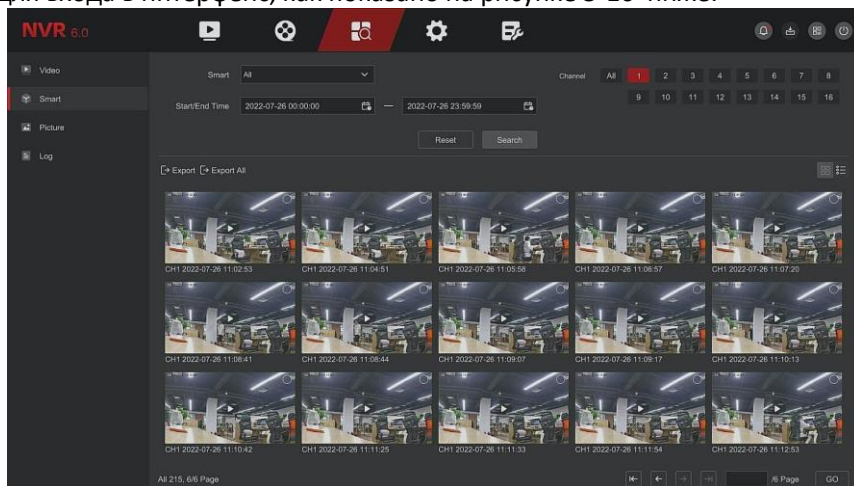 для входа в интерфейс, как показано на рисунке
NVR 6.0
Video
Smart
Picture
Log
Smart All
Start/End Time 2022-07-26 00:00:00 — 2022-07-26 23:59:59
Channel All 1 2 3 4 5 6 7 8
9 10 11 12 13 14 15 16
Reset Search
Export Export All
CH1 2022-07-26 11:02:53 CH1 2022-07-26 11:04:51 CH1 2022-07-26 11:05:58 CH1 2022-07-26 11:06:57 CH1 2022-07-26 11:07:20
CH1 2022-07-26 11:08:41 CH1 2022-07-26 11:08:44 CH1 2022-07-26 11:09:07 CH1 2022-07-26 11:09:17 CH1 2022-07-26 11:10:13
CH1 2022-07-26 11:10:42 CH1 2022-07-26 11:11:25 CH1 2022-07-26 11:11:33 CH1 2022-07-26 11:11:54 CH1 2022-07-26 11:12:53
All 215, 6/6 Page /6 Page GO